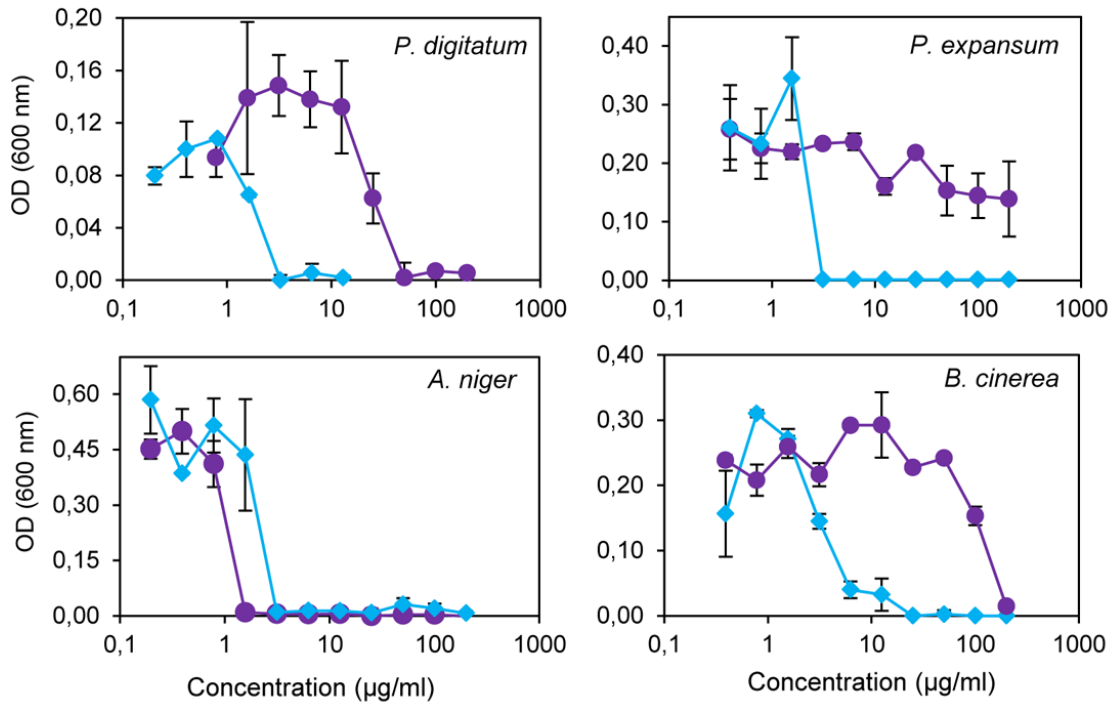 0,20
0,16
0,12
0,08
0,04
0,00
OD (600 nm)
P. digitatum
0,1 1 10 100 1000
0,40
0,30
0,20
0,10
0,00
P. expansum
0,1 1 10 100 1000
0,60
0,45
0,30
0,15
0,00
OD (600 nm)
A. niger
0,1 1 10 100 1000
Concentration (µg/ml)
0,40
0,30
0,20
0,10
0,00
B. cinerea
0,1 1 10 100 1000
Concentration (µg/ml)